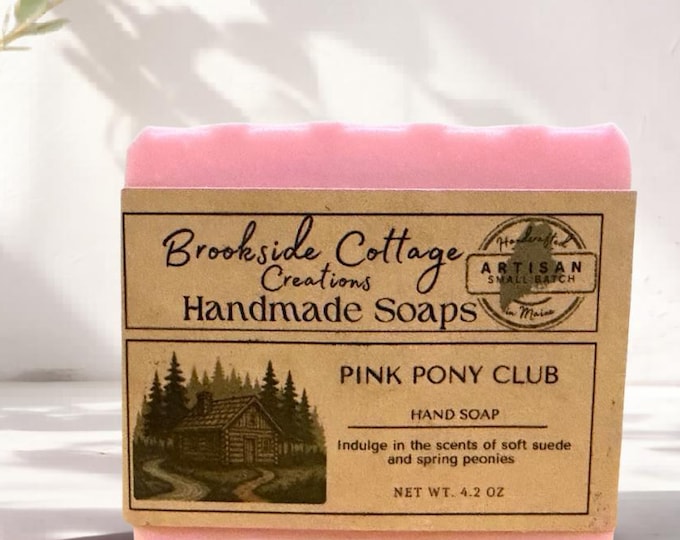 Brookside Cottage
Creations
Handmade Soaps
Handcrafted
ARTISAN
SMALL BATCH
in Maine
PINK PONY CLUB
HAND SOAP
Indulge in the scents of soft suede
and spring peonies
NET WT. 4.2 OZ